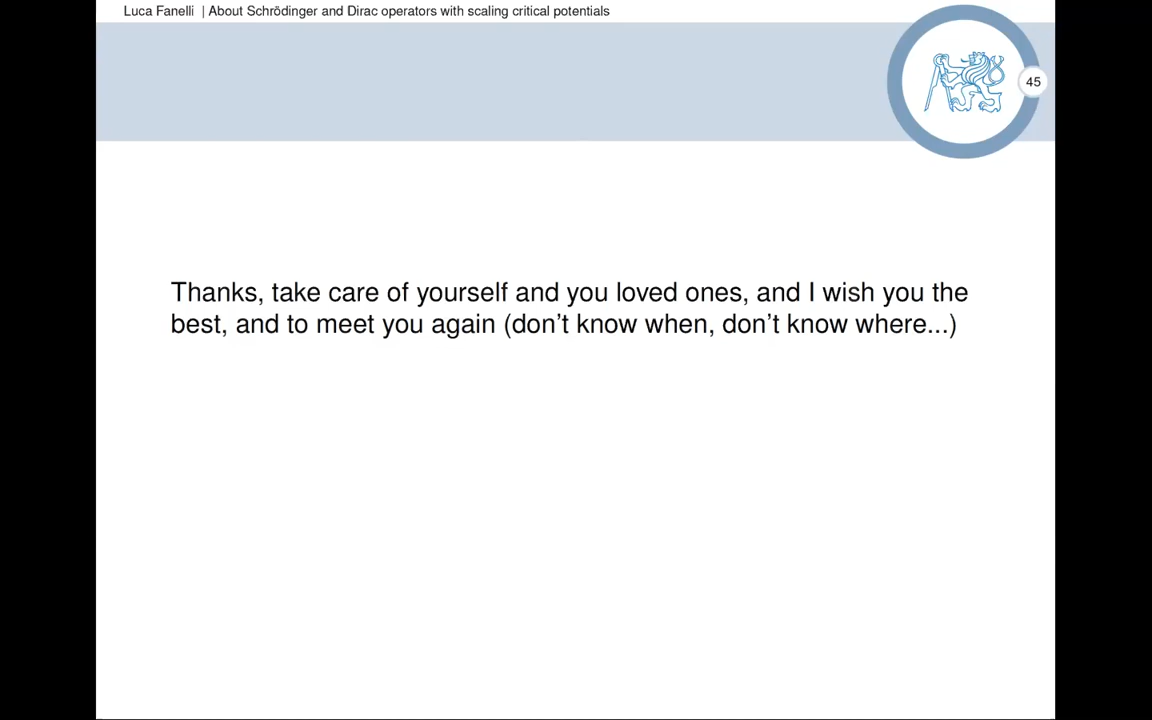 Luca Fanelli | About Schrödinger and Dirac operators with scaling critical potentials
45
Thanks, take care of yourself and you loved ones, and I wish you the
best, and to meet you again (don't know when, don't know where...)